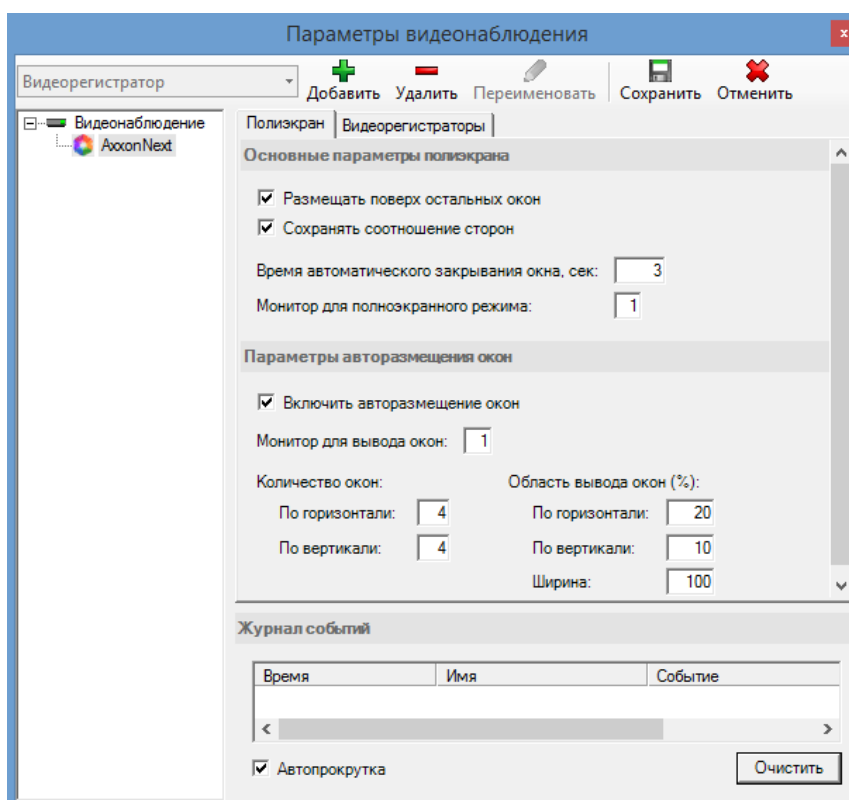 Параметры видеонаблюдения
x
Видеорегистратор
Добавить Удалить Переименовать Сохранить Отменить
Видеонаблюдение
AxxonNext
Полиэкран Видеорегистраторы
Основные параметры полиэкрана
Размещать поверх остальных окон
Сохранять соотношение сторон
Время автоматического закрывания окна, сек: 3
Монитор для полноэкранного режима: 1
Параметры авторазмещения окон
Включить авторазмещение окон
Монитор для вывода окон: 1
Количество окон: Область вывода окон (%):
По горизонтали: 4 По горизонтали: 20
По вертикали: 4 По вертикали: 10
Ширина: 100
Журнал событий
Время Имя Событие
Автопрокрутка Очистить